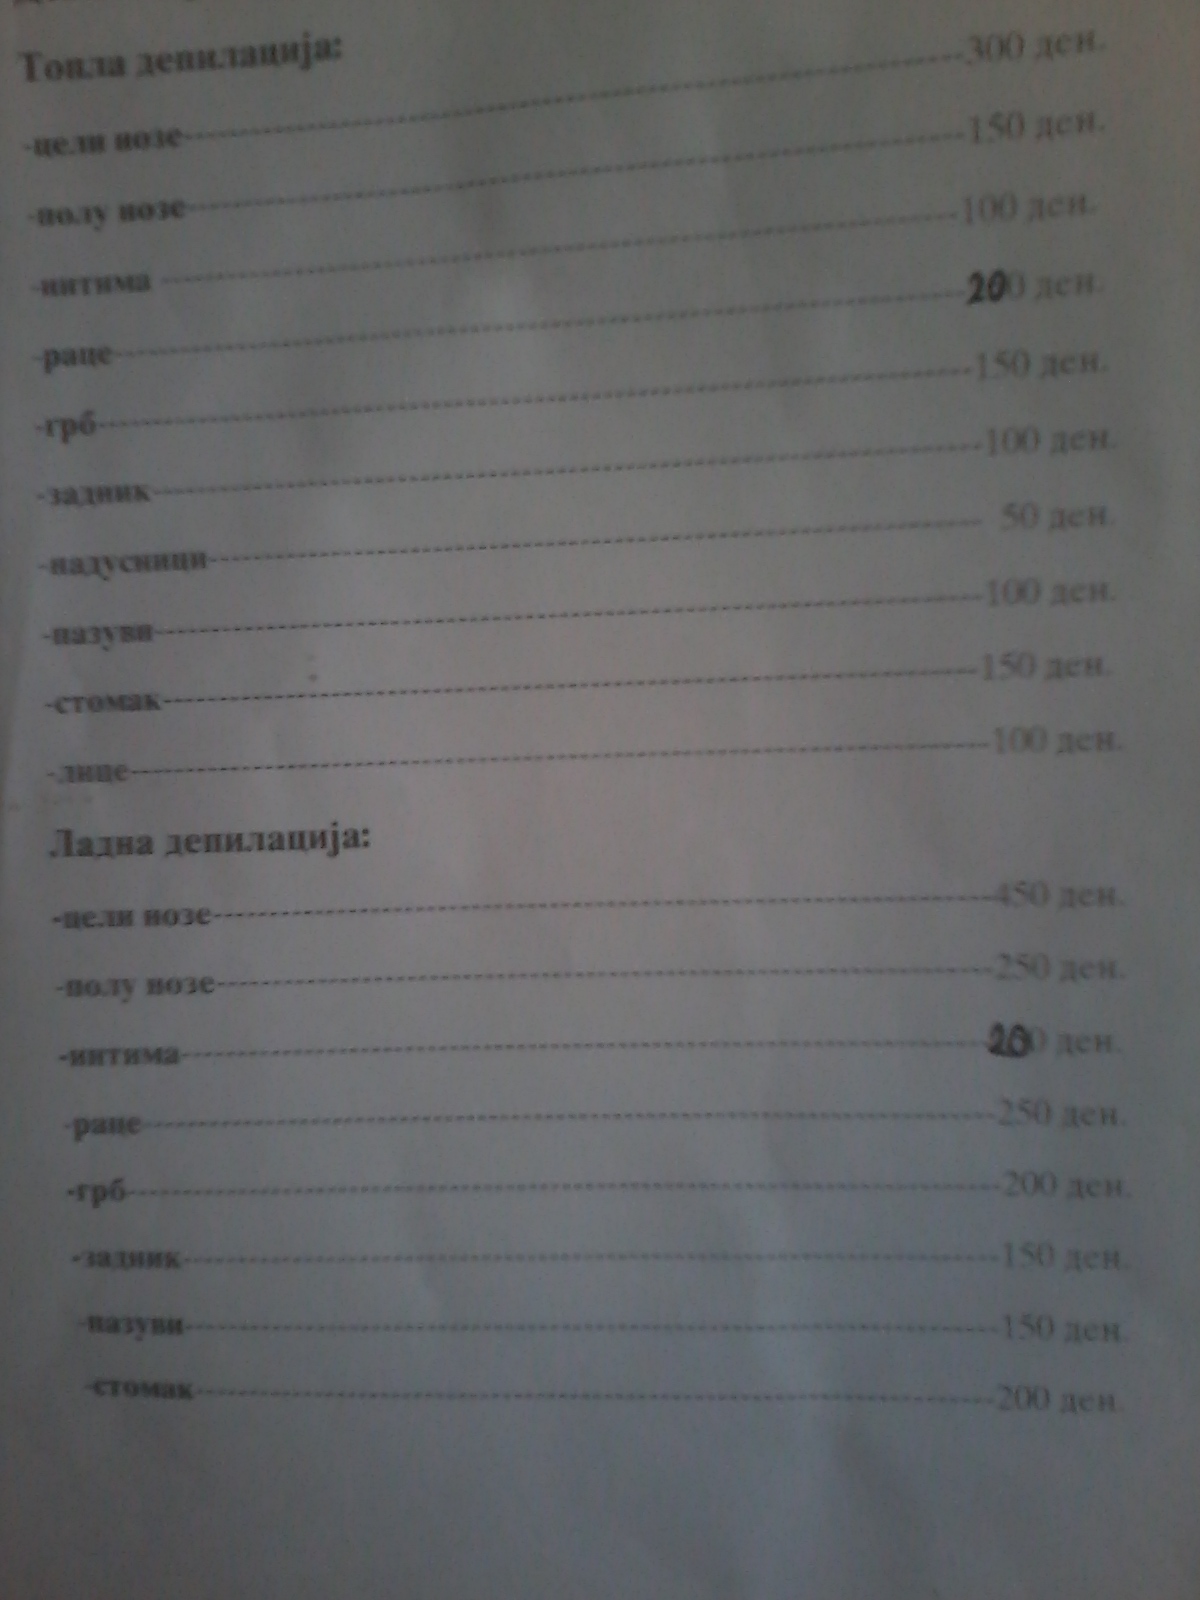 Топла депилација:
-цели нозе------------------------------------------------------------300 ден.
-полу нозе------------------------------------------------------------150 ден.
-интима ------------------------------------------------------------100 ден.
-раце------------------------------------------------------------200 ден.
-грб------------------------------------------------------------150 ден.
-задник------------------------------------------------------------100 ден.
-надусници------------------------------------------------------------ 50 ден.
-пазуви------------------------------------------------------------100 ден.
-стомак------------------------------------------------------------150 ден.
-лице------------------------------------------------------------100 ден.
Ладна депилација:
-цели нозе------------------------------------------------------------450 ден.
-полу нозе------------------------------------------------------------250 ден.
-интима------------------------------------------------------------200 ден.
-раце------------------------------------------------------------250 ден.
-грб------------------------------------------------------------200 ден.
-задник------------------------------------------------------------150 ден.
-пазуви------------------------------------------------------------150 ден.
-стомак------------------------------------------------------------200 ден.